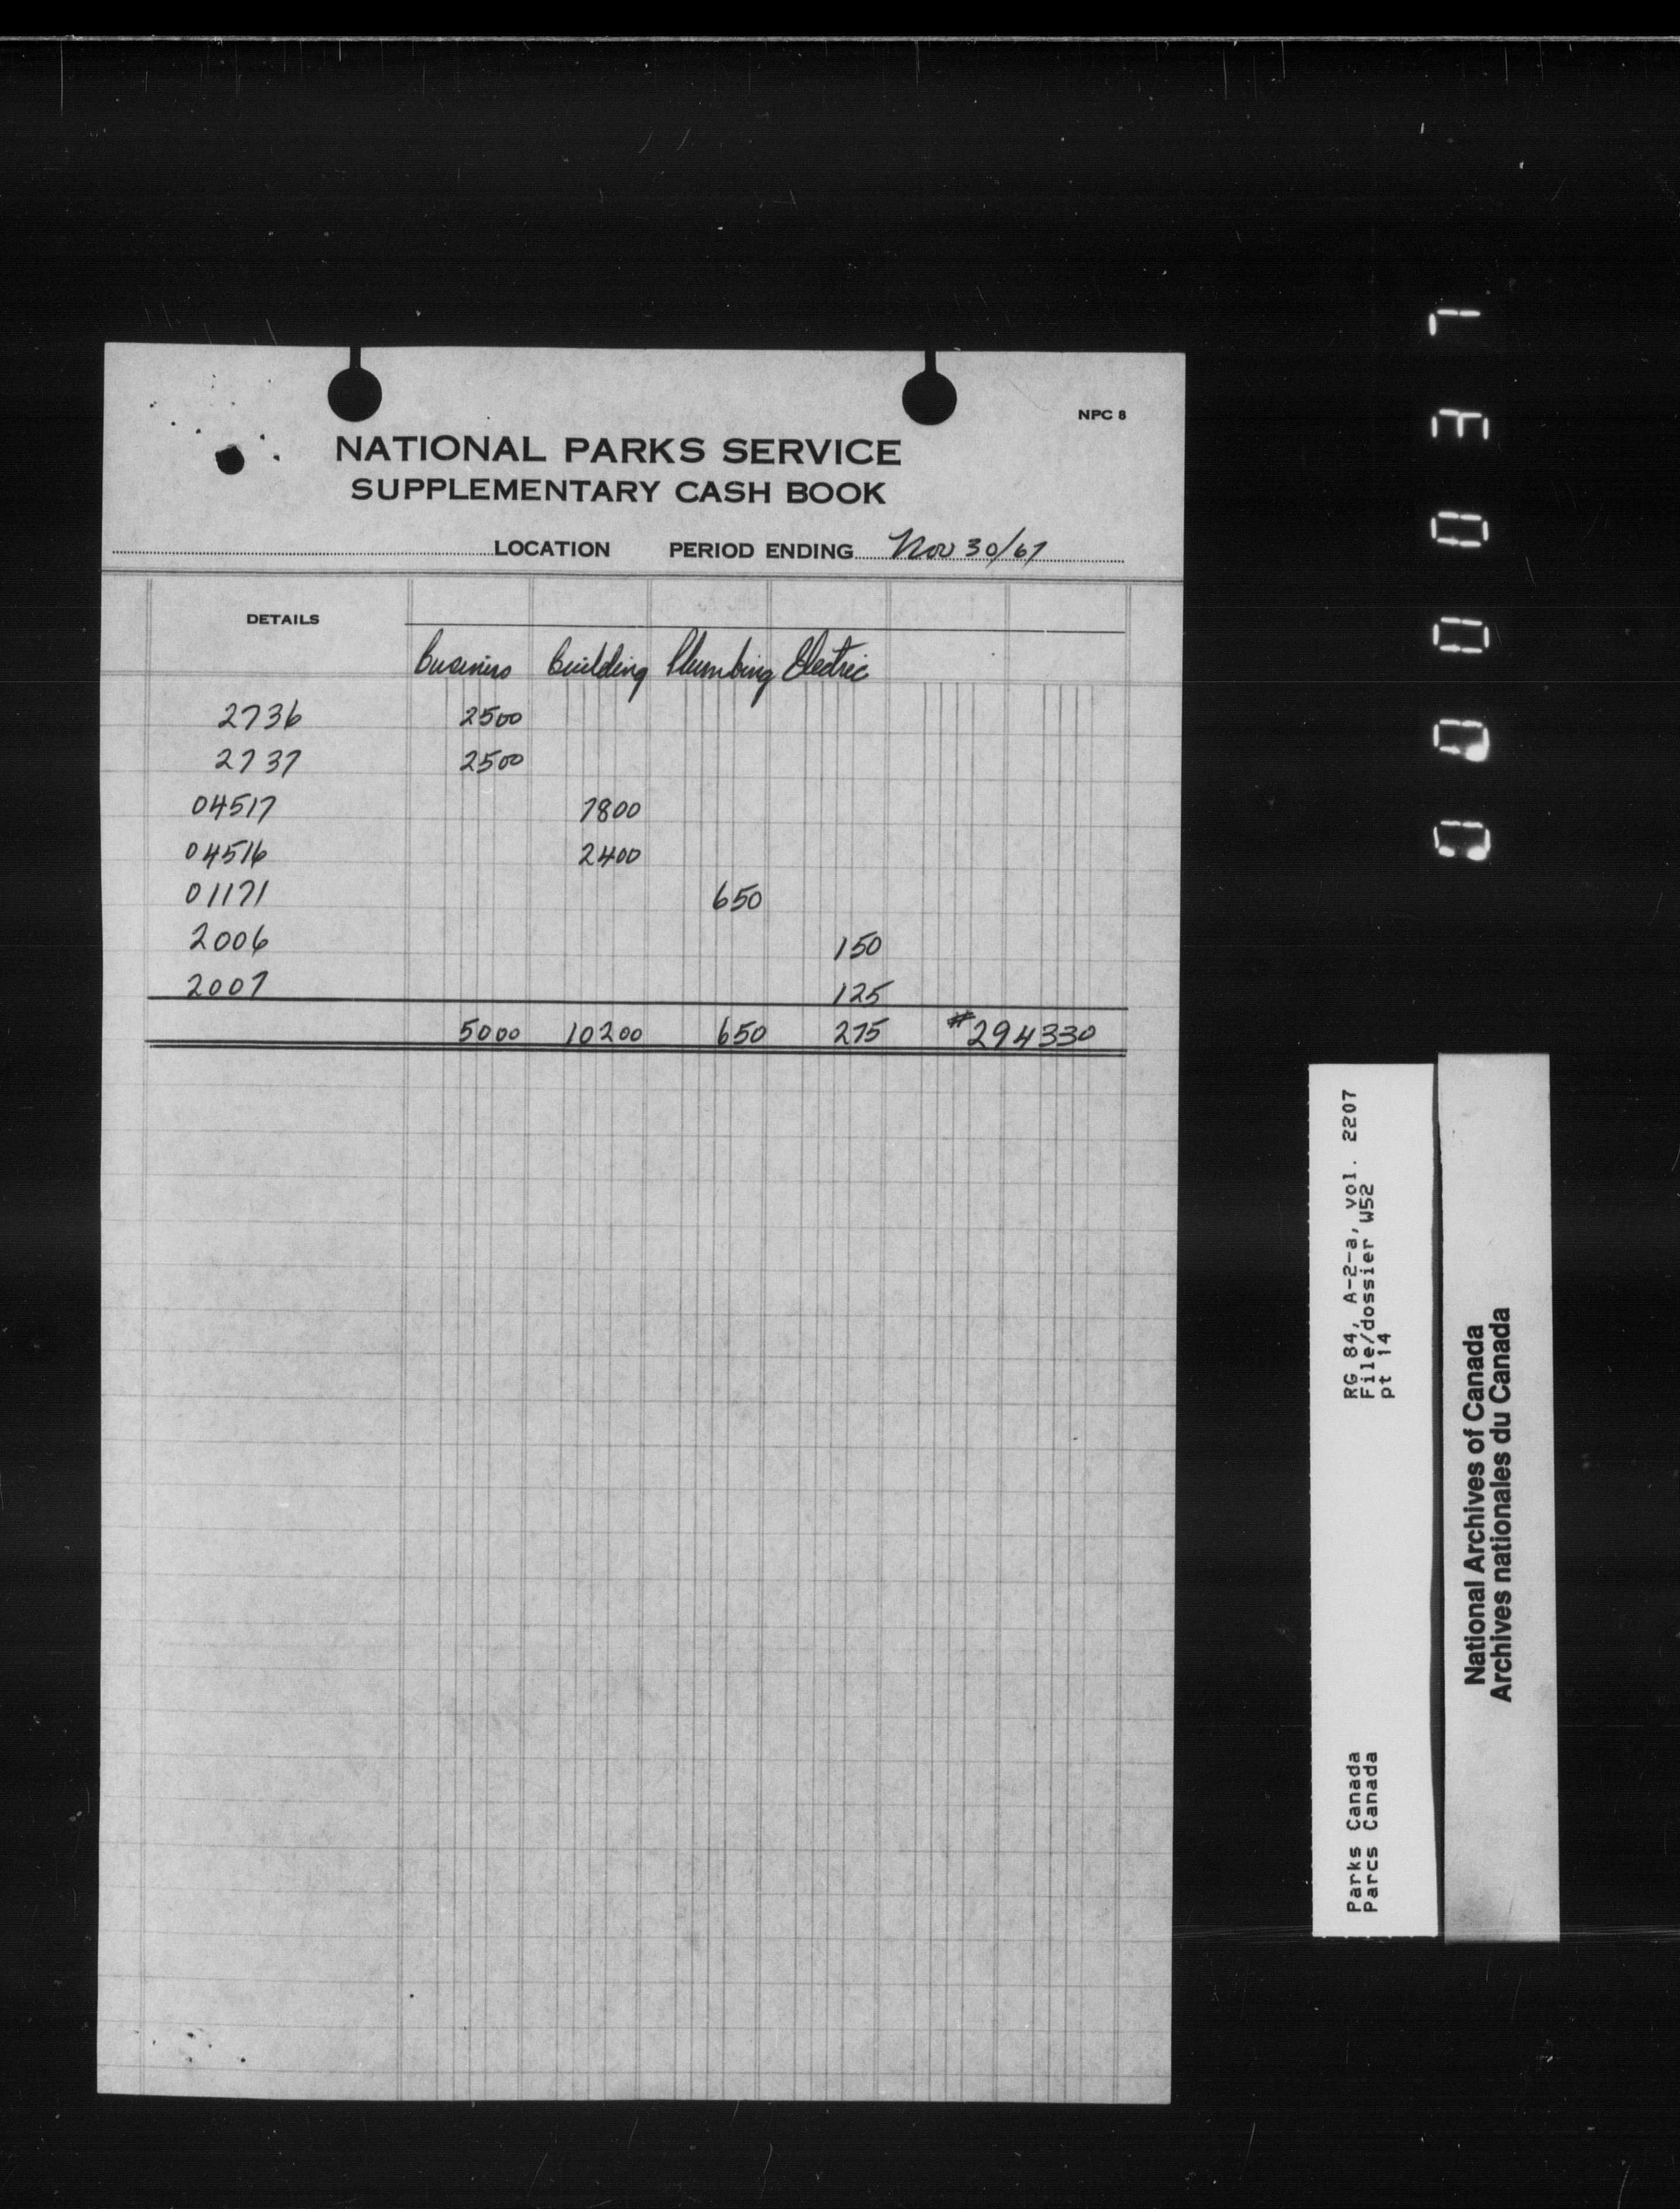 NPC 8
NATIONAL PARKS SERVICE
SUPPLEMENTARY CASH BOOK
LOCATION PERIOD ENDING Nov 30/67
DETAILS
business building Plumbing Electric
2736 2500
2737 2500
04517 7800
04516 2400
01171 650
2006 150
2007 125
5000 10200 650 275 #294330
RG 84, A-2-a, vol. 2207
File/dossier W52
pt 14
Parks Canada
Parcs Canada
National Archives of Canada
Archives nationales du Canada